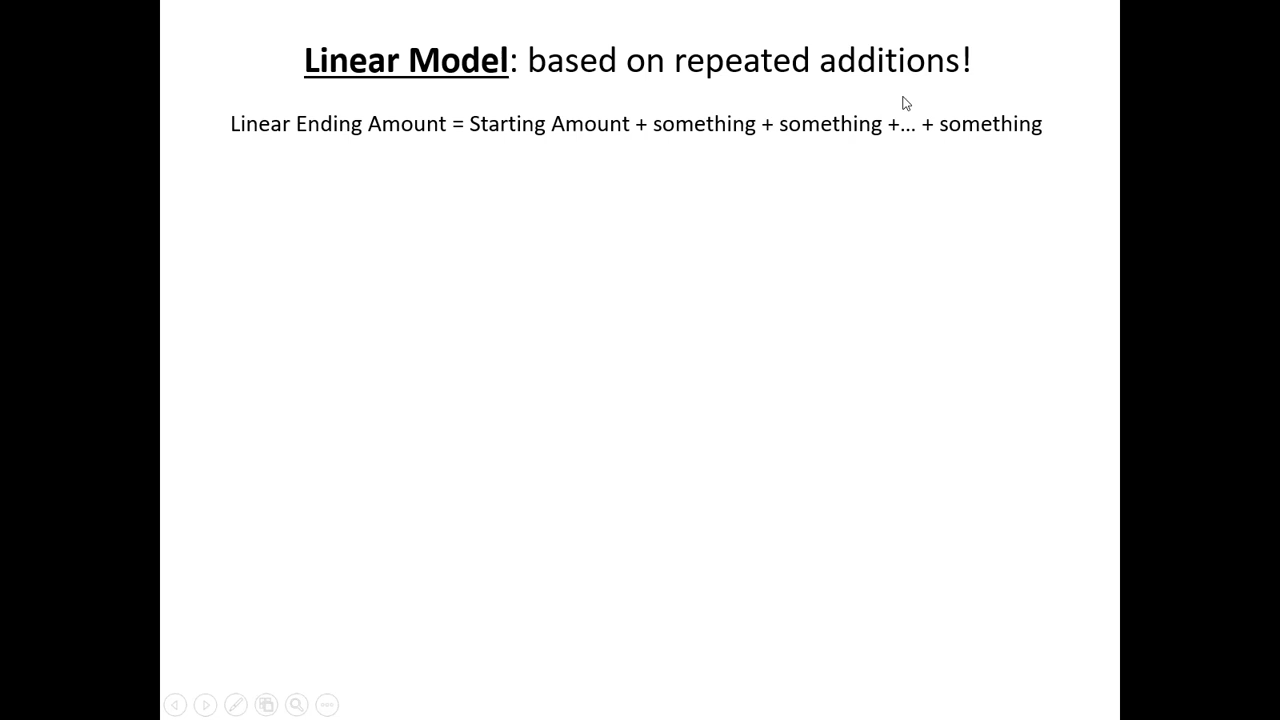 Linear Model: based on repeated additions!
Linear Ending Amount = Starting Amount + something + something +... + something